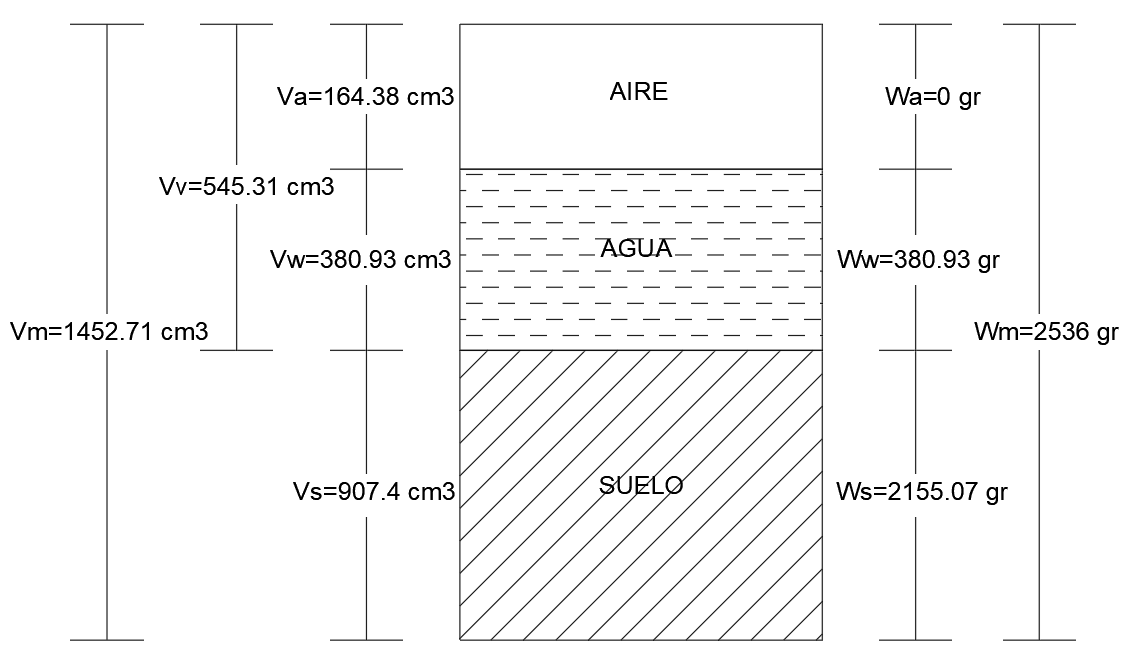 AIRE
Va=164.38 cm3
Wa=0 gr
Vv=545.31 cm3
AGUA
Vw=380.93 cm3
Ww=380.93 gr
Vm=1452.71 cm3
Wm=2536 gr
SUELO
Vs=907.4 cm3
Ws=2155.07 gr